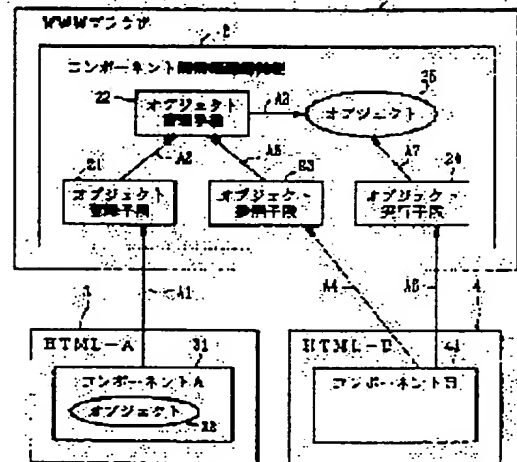 WWWブラウザ
2
コンポーネント
25
22
オブジェクト
管理手段
A3
オブジェクト
21
A2
A5
23
A7
24
オブジェクト
登録手段
オブジェクト
参照手段
オブジェクト
実行手段
3
A1
A4
A6
4
HTML-A
31
HTML-B
41
コンポーネントA
オブジェクト
32
コンポーネントB